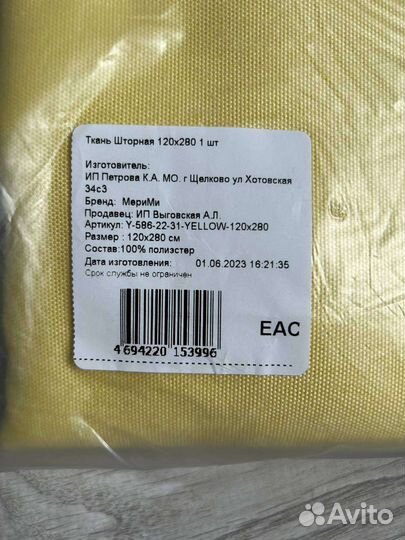 Ткань Шторная 120x280 1 шт
Изготовитель:
ИП Петрова К.А. МО. г Щелково ул Хотовская
34с3
Бренд: МериМи
Продавец: ИП Выговская А.Л.
Артикул: Y-586-22-31-YELLOW-120x280
Размер : 120x280 см
Состав:100% полиэстер
Дата изготовления: 01.06.2023 16:21:35
Срок службы не ограничен
EAC
4 694220 153996
Avito